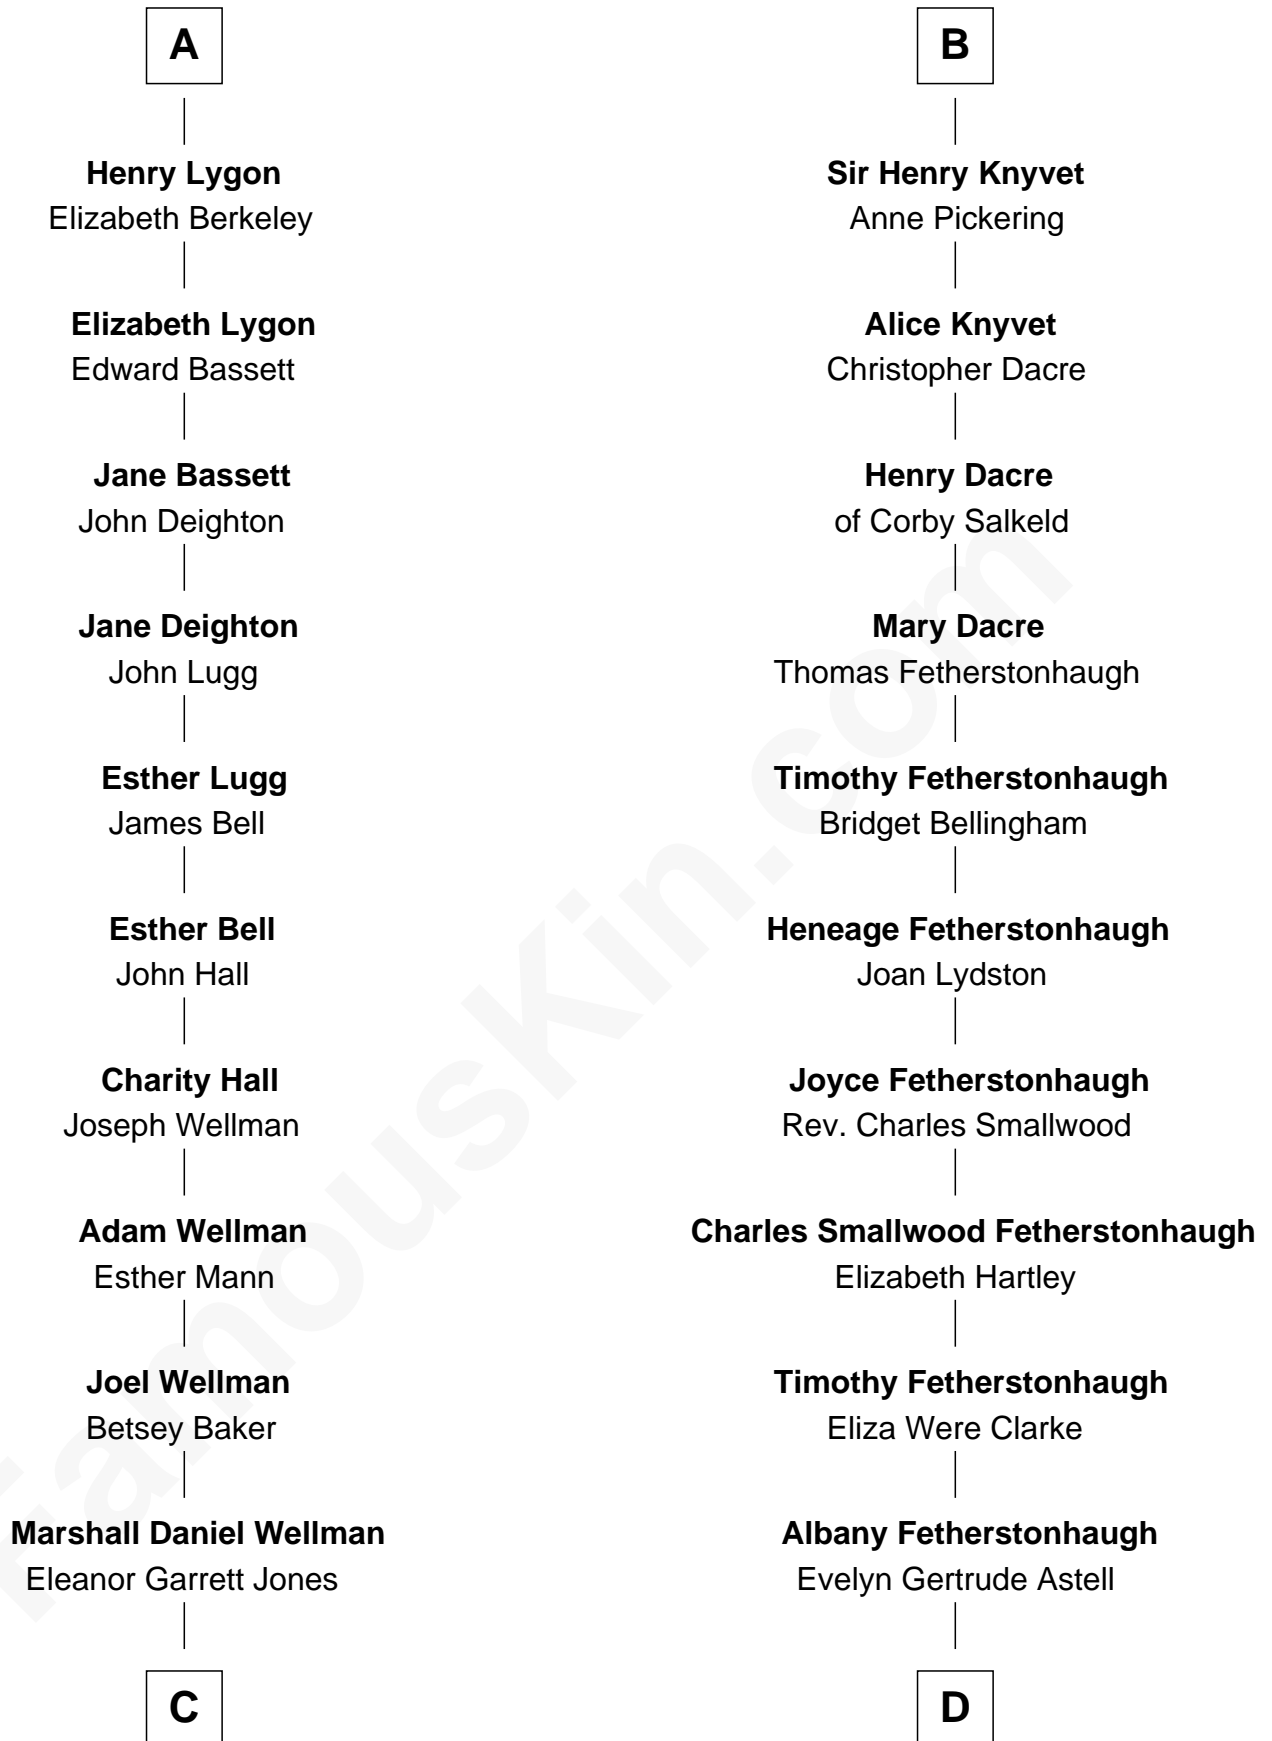 A
Henry Lygon
Elizabeth Berkeley
Elizabeth Lygon
Edward Bassett
Jane Bassett
John Deighton
Jane Deighton
John Lugg
Esther Lugg
James Bell
Esther Bell
John Hall
Charity Hall
Joseph Wellman
Adam Wellman
Esther Mann
Joel Wellman
Betsey Baker
Marshall Daniel Wellman
Eleanor Garrett Jones
C
B
Sir Henry Knyvet
Anne Pickering
Alice Knyvet
Christopher Dacre
Henry Dacre
of Corby Salkeld
Mary Dacre
Thomas Fetherstonhaugh
Timothy Fetherstonhaugh
Bridget Bellingham
Heneage Fetherstonhaugh
Joan Lydston
Joyce Fetherstonhaugh
Rev. Charles Smallwood
Charles Smallwood Fetherstonhaugh
Elizabeth Hartley
Timothy Fetherstonhaugh
Eliza Were Clarke
Albany Fetherstonhaugh
Evelyn Gertrude Astell
D
FamousKin.com